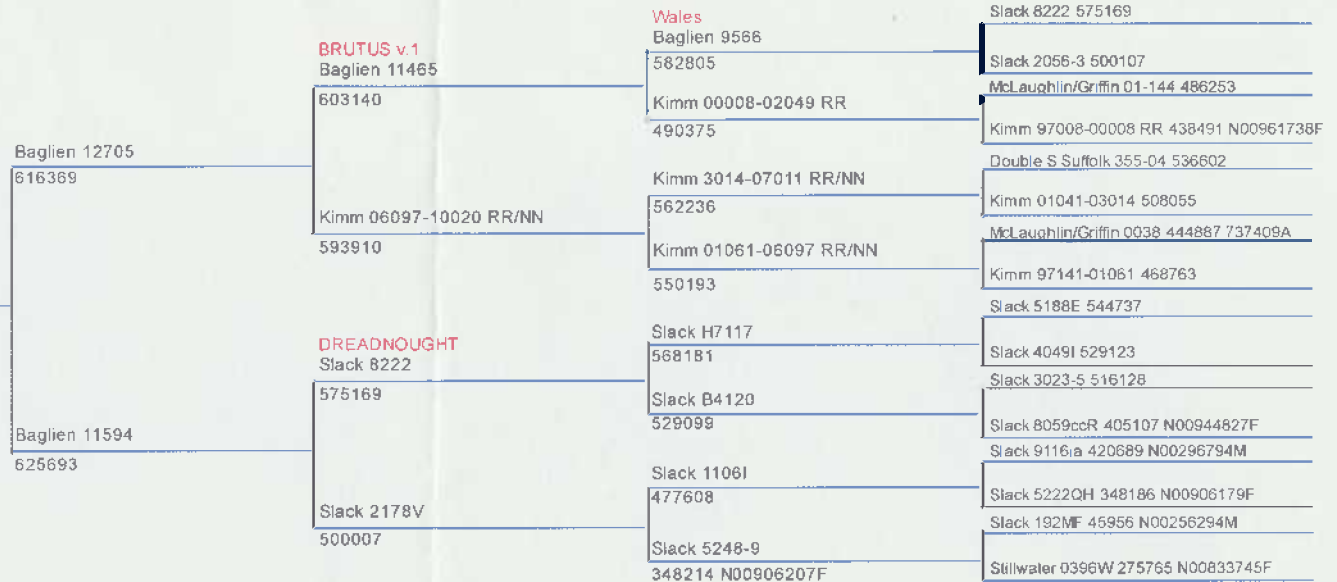 Baglien 12705
616369
Baglien 11594
625693
BRUTUS v.1
Baglien 11465
603140
Kimm 06097-10020 RR/NN
593910
DREADNOUGHT
Slack 8222
575169
Slack 2178V
500007
Wales
Baglien 9566
582805
Kimm 00008-02049 RR
490375
Kimm 3014-07011 RR/NN
562236
Kimm 01061-06097 RR/NN
550193
Slack H7117
568181
Slack B4120
529099
Slack 1106I
477608
Slack 5248-9
348214 N00906207F
Slack 8222 575169
Slack 2056-3 500107
McLaughlin/Griffin 01-144 486253
Kimm 97008-00008 RR 438491 N00961738F
Double S Suffolk 355-04 536602
Kimm 01041-03014 508055
McLaughlin/Griffin 0038 444887 737409A
Kimm 97141-01061 468763
Slack 5188E 544737
Slack 4049I 529123
Slack 3023-5 516128
Slack 8059ccR 405107 N00944827F
Slack 9116ia 420689 N00296794M
Slack 5222QH 348186 N00906179F
Slack 192MF 45956 N00256294M
Stillwater 0396W 275765 N00833745F